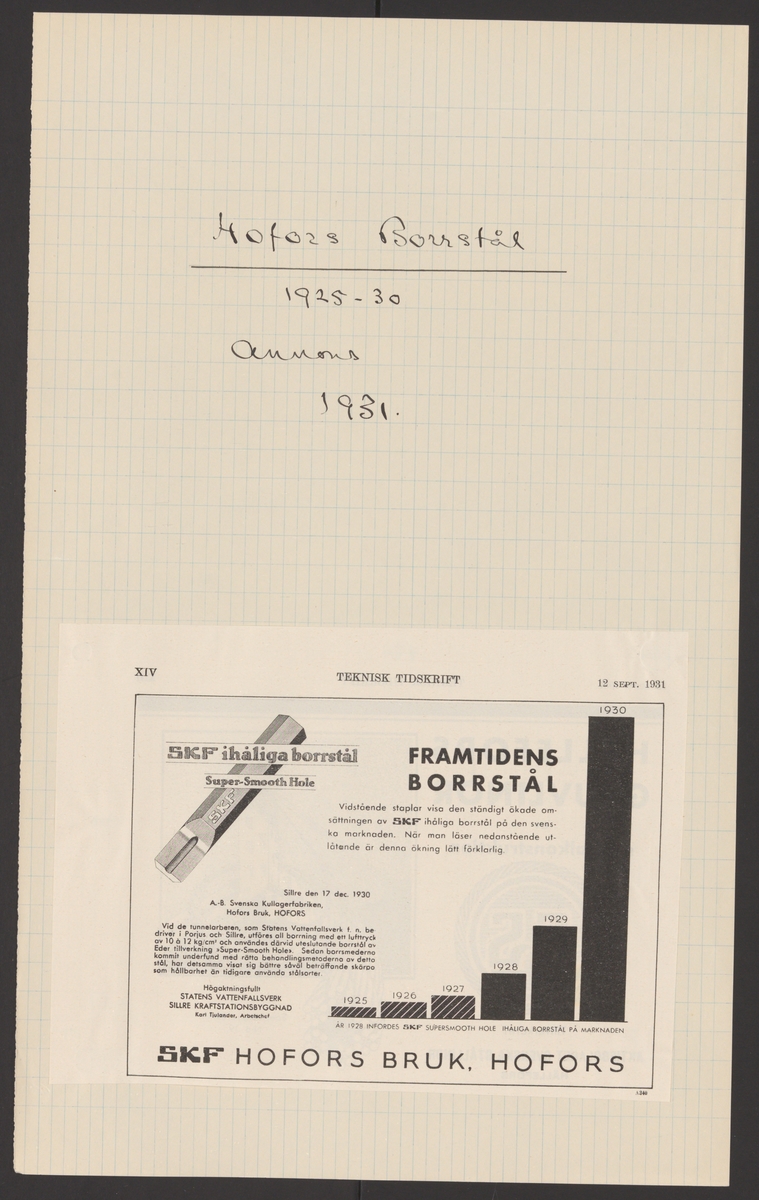 Hofors Borrstål
1925-30
Annons
1931.
XIV
TEKNISK TIDSKRIFT
12 SEPT. 1931
SKF ihåliga borrstål
Super-Smooth Hole
SKF
FRAMTIDENS
BORRSTÅL
Vidstående staplar visa den ständigt ökade om-
sättningen av SKF ihåliga borrstål på den svens-
ka marknaden. När man läser nedanstående ut-
låtande är denna ökning lätt förklarlig.
Sillre den 17 dec. 1930
A.-B. Svenska Kullagerfabriken,
Hofors Bruk, HOFORS
Vid de tunnelarbeten, som Statens Vattenfallsverk f. n. be-
driver i Porjus och Sillre, utföres all borrning med ett lufttryck
av 10 à 12 kg/cm² och användes därvid uteslutande borrstål av
Eder tillverkning »Super-Smooth Hole». Sedan borrsmederna
kommit underfund med rätta behandlingsmetoderna av detta
stål, har detsamma visat sig bättre såväl beträffande skärpa
som hållbarhet än tidigare använda stålsorter.
Högaktningsfullt
STATENS VATTENFALLSVERK
SILLRE KRAFTSTATIONSBYGGNAD
Karl Tjulander, Arbetschef
1925
1926
1927
1928
1929
1930
ÅR 1928 INFÖRDES SKF SUPERSMOOTH HOLE IHÅLIGA BORRSTÅL PÅ MARKNADEN
SKF HOFORS BRUK, HOFORS